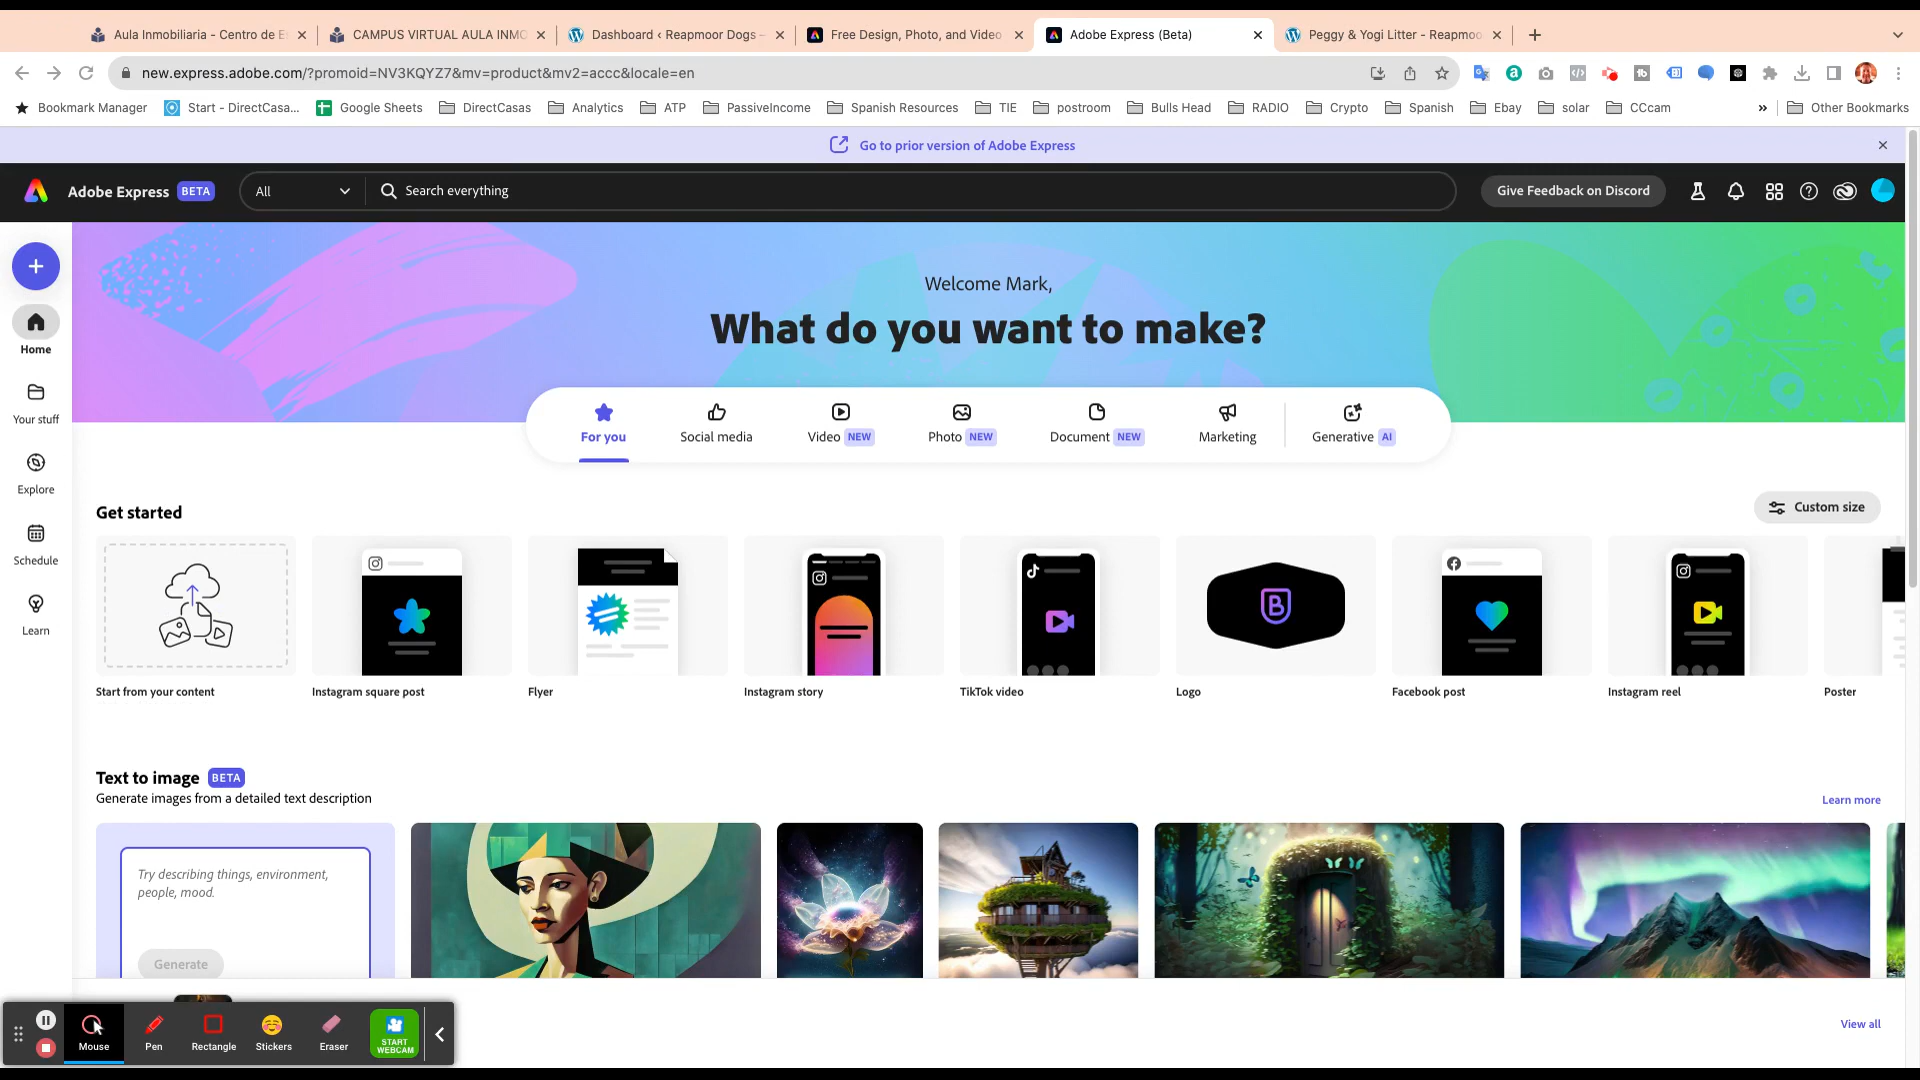 Aula Inmobiliaria - Centro de E
CAMPUS VIRTUAL AULA INMO
Dashboard ‹ Reapmoor Dogs –
Free Design, Photo, and Video
Adobe Express (Beta)
Peggy & Yogi Litter - Reapmoo
new.express.adobe.com/?promoid=NV3KQYZ7&mv=product&mv2=accc&locale=en
Bookmark Manager
Start - DirectCasa...
Google Sheets
DirectCasas
Analytics
ATP
PassiveIncome
Spanish Resources
TIE
postroom
Bulls Head
RADIO
Crypto
Spanish
Ebay
solar
CCcam
»
Other Bookmarks
Go to prior version of Adobe Express
Adobe Express BETA
All
Search everything
Give Feedback on Discord
Home
Your stuff
Explore
Schedule
Learn
Welcome Mark,
What do you want to make?
For you
Social media
Video NEW
Photo NEW
Document NEW
Marketing
Generative AI
Get started
Custom size
Start from your content
Instagram square post
Flyer
Instagram story
TikTok video
Logo
Facebook post
Instagram reel
Poster
Text to image BETA
Generate images from a detailed text description
Learn more
Try describing things, environment,
people, mood.
Generate
View all
Mouse
Pen
Rectangle
Stickers
Eraser
START
WEBCAM